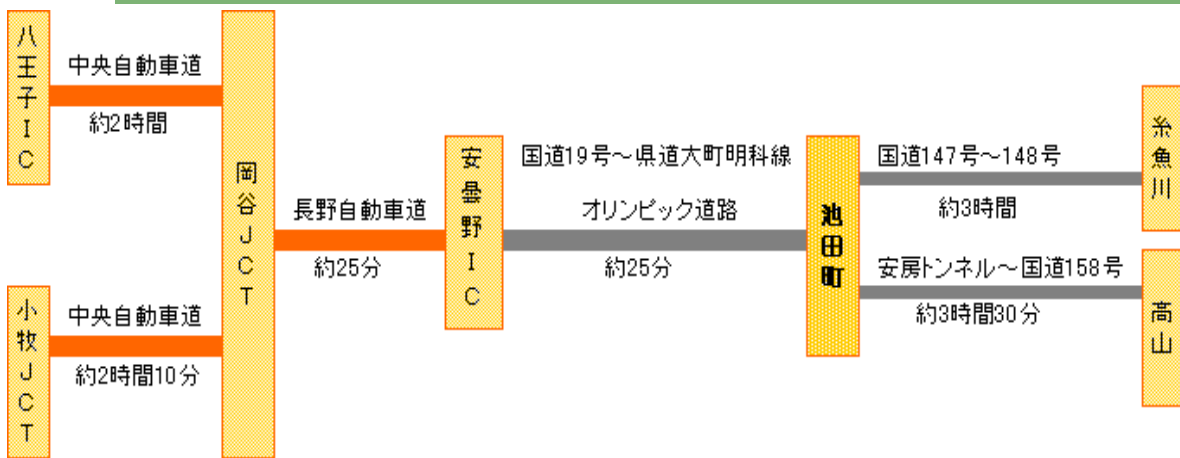 八王子IC
中央自動車道
約2時間
小牧JCT
中央自動車道
約2時間10分
岡谷JCT
長野自動車道
約25分
安曇野IC
国道19号～県道大町明科線
オリンピック道路
約25分
池田町
国道147号～148号
約3時間
糸魚川
安房トンネル～国道158号
約3時間30分
高山